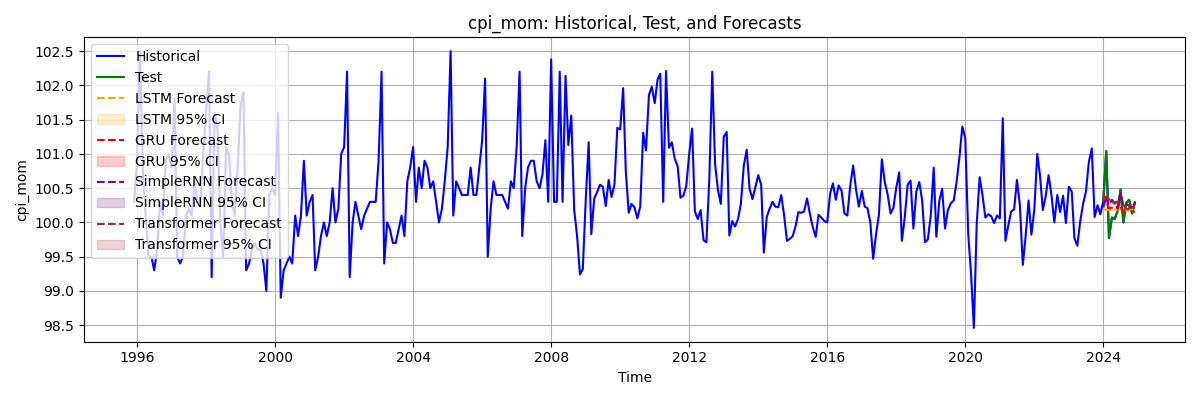 cpi_mom: Historical, Test, and Forecasts
cpi_mom
102.5
102.0
101.5
101.0
100.5
100.0
99.5
99.0
98.5
Historical
Test
LSTM Forecast
LSTM 95% CI
GRU Forecast
GRU 95% CI
SimpleRNN Forecast
SimpleRNN 95% CI
Transformer Forecast
Transformer 95% CI
1996 2000 2004 2008 2012 2016 2020 2024
Time